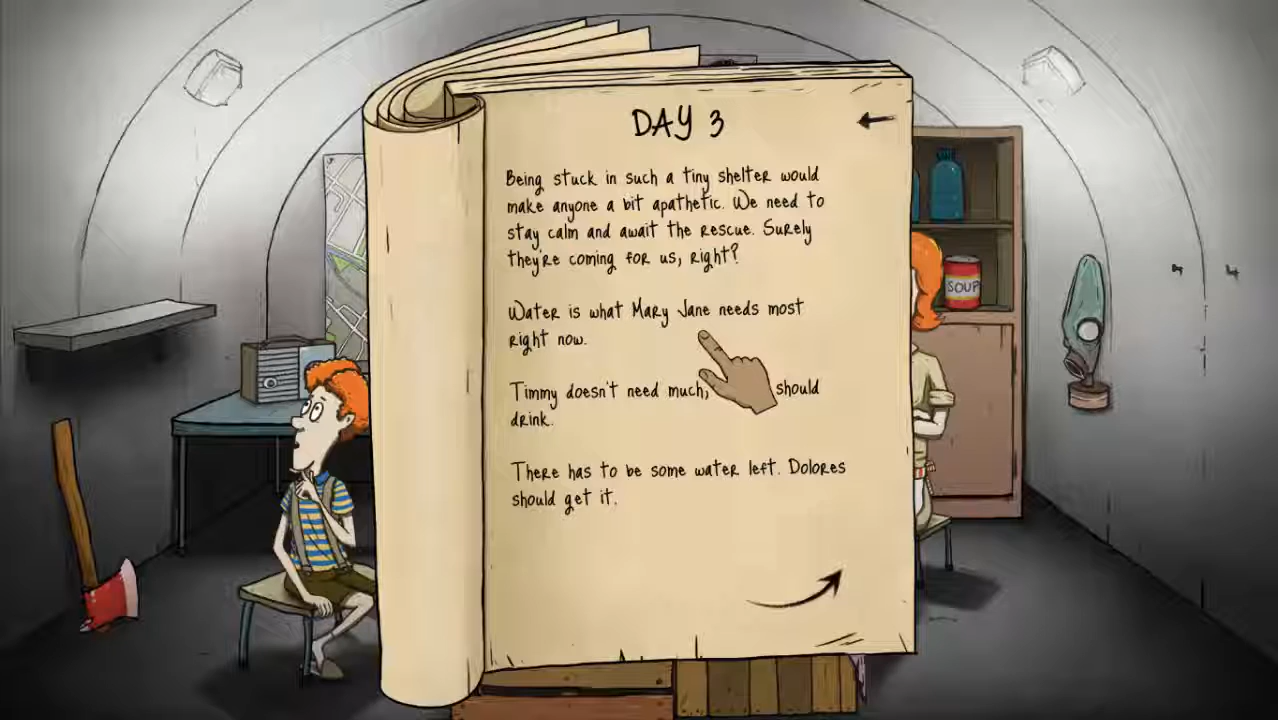 DAY 3
Being stuck in such a tiny shelter would
make anyone a bit apathetic. We need to
stay calm and await the rescue. Surely
they're coming for us, right?
Water is what Mary Jane needs most
right now.
Timmy doesn't need much, should
drink.
There has to be some water left. Dolores
should get it.
SOUP